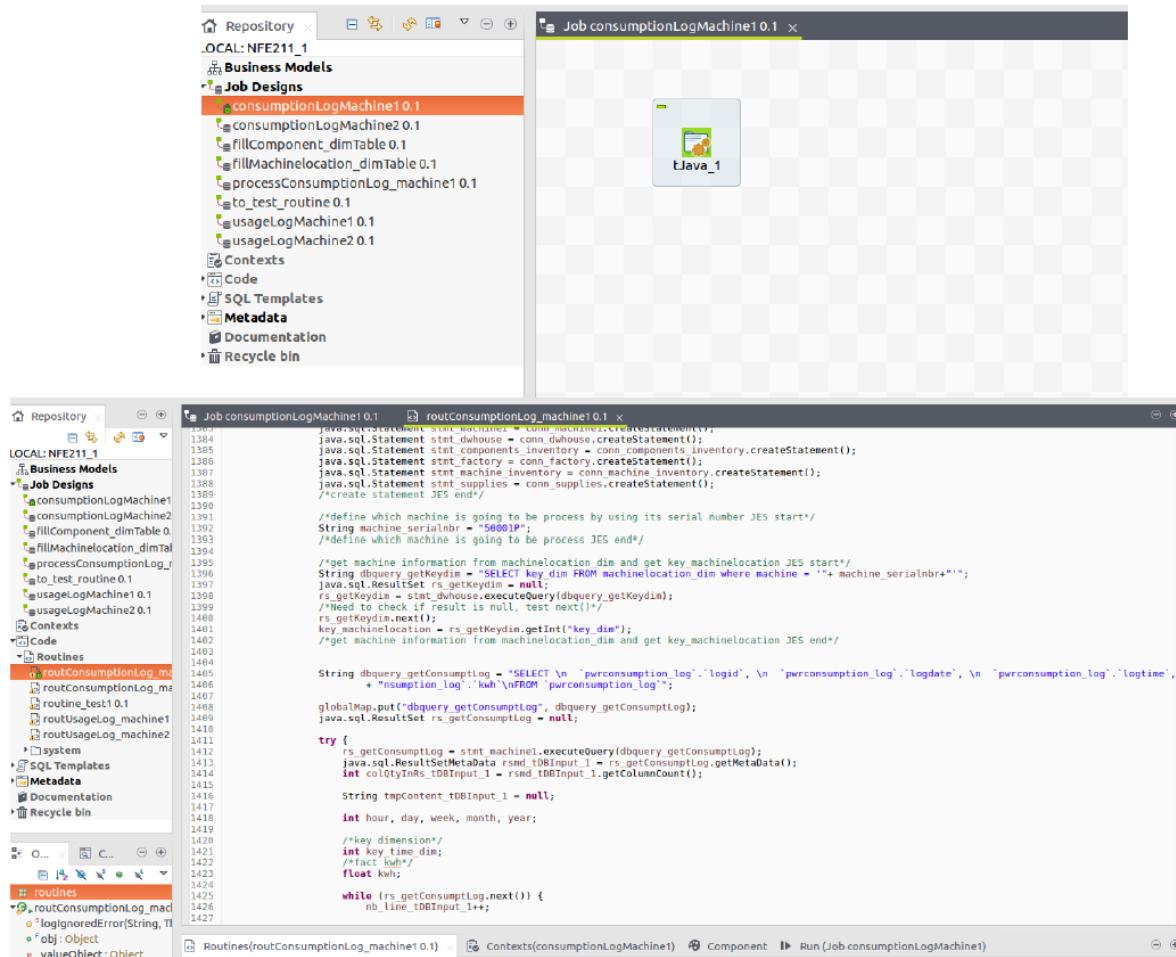 Repository
Job consumptionLogMachine1 0.1
LOCAL: NFE211_1
Business Models
Job Designs
consumptionLogMachine1 0.1
consumptionLogMachine2 0.1
fillComponent_dimTable 0.1
fillMachinelocation_dimTable 0.1
processConsumptionLog_machine1 0.1
to_test_routine 0.1
usageLogMachine1 0.1
usageLogMachine2 0.1
Contexts
Code
SQL Templates
Metadata
Documentation
Recycle bin
tJava_1
Repository
LOCAL: NFE211_1
Business Models
Job Designs
consumptionLogMachine1
consumptionLogMachine2
fillComponent_dimTable 0.
fillMachinelocation_dimTal
processConsumptionLog_r
to_test_routine 0.1
usageLogMachine1 0.1
usageLogMachine2 0.1
Contexts
Code
Routines
routConsumptionLog_ma
routConsumptionLog_ma
routine_test1 0.1
routUsageLog_machine1
routUsageLog_machine2
system
SQL Templates
Metadata
Documentation
Recycle bin
O...
C...
routines
routConsumptionLog_macl
logIgnoredError(String, Tl
obj : Object
valueObject : Object
Job consumptionLogMachine1 0.1 routConsumptionLog_machine1 0.1
1383 java.sql.Statement stmt_machine1 = conn_machine1.createStatement();
1384 java.sql.Statement stmt_dwhouse = conn_dwhouse.createStatement();
1385 java.sql.Statement stmt_components_inventory = conn_components_inventory.createStatement();
1386 java.sql.Statement stmt_factory = conn_factory.createStatement();
1387 java.sql.Statement stmt_machine_inventory = conn_machine_inventory.createStatement();
1388 java.sql.Statement stmt_supplies = conn_supplies.createStatement();
1389 /*create statement JES end*/
1390
1391 /*define which machine is going to be process by using its serial number JES start*/
1392 String machine_serialnbr = "50001P";
1393 /*define which machine is going to be process JES end*/
1394
1395 /*get machine information from machinelocation_dim and get key_machinelocation JES start*/
1396 String dbquery_getKeydim = "SELECT key_dim FROM machinelocation_dim where machine = '"+ machine_serialnbr+"'";
1397 java.sql.ResultSet rs_getKeydim = null;
1398 rs_getKeydim = stmt_dwhouse.executeQuery(dbquery_getKeydim);
1399 /*Need to check if result is null, test next()*/
1400 rs_getKeydim.next();
1401 key_machinelocation = rs_getKeydim.getInt("key_dim");
1402 /*get machine information from machinelocation_dim and get key_machinelocation JES end*/
1403
1404
1405 String dbquery_getConsumptLog = "SELECT \n `pwrconsumption_log`.`logid`, \n `pwrconsumption_log`.`logdate`, \n `pwrconsumption_log`.`logtime`,
1406 + "nsumption_log`.`kwh`\nFROM `pwrconsumption_log`";
1407
1408 globalMap.put("dbquery_getConsumptLog", dbquery_getConsumptLog);
1409 java.sql.ResultSet rs_getConsumptLog = null;
1410
1411 try {
1412 rs_getConsumptLog = stmt_machine1.executeQuery(dbquery_getConsumptLog);
1413 java.sql.ResultSetMetaData rsmd_tDBInput_1 = rs_getConsumptLog.getMetaData();
1414 int colQtyInRs_tDBInput_1 = rsmd_tDBInput_1.getColumnCount();
1415
1416 String tmpContent_tDBInput_1 = null;
1417
1418 int hour, day, week, month, year;
1419
1420 /*key dimension*/
1421 int key_time_dim;
1422 /*fact kwh*/
1423 float kwh;
1424
1425 while (rs_getConsumptLog.next()) {
1426 nb_line_tDBInput_1++;
1427
Routines(routConsumptionLog_machine1 0.1) Contexts(consumptionLogMachine1) Component Run (Job consumptionLogMachine1)